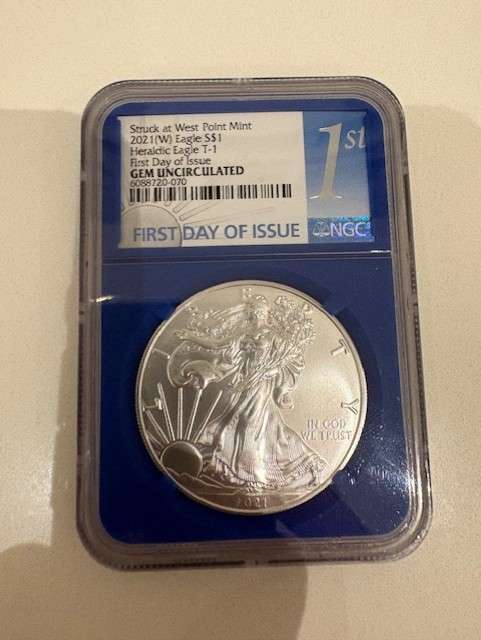 Struck at West Point Mint
2021(W) Eagle S$1
Heraldic Eagle T-1
First Day of Issue
GEM UNCIRCULATED
6088720-070
FIRST DAY OF ISSUE
1st
NGC
LIBERTY
IN GOD
WE TRUST
2021